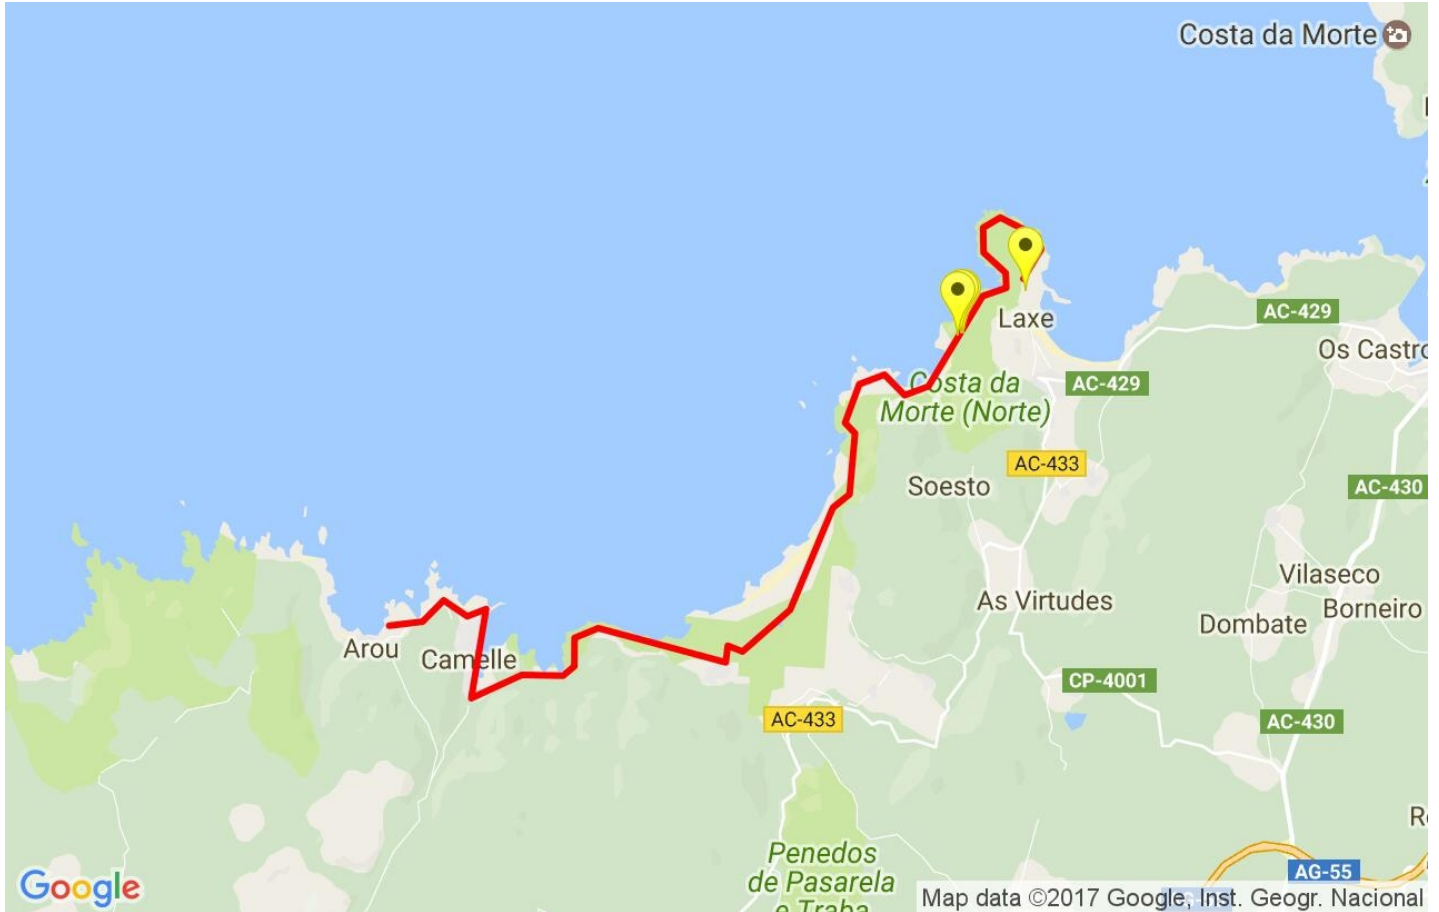 Costa da Morte
Laxe
AC-429
Os Castro
AC-429
Costa da
Morte (Norte)
AC-433
Soesto
AC-430
Vilaseco
As Virtudes
Borneiro
Dombate
Arou
Camelle
CP-4001
AC-433
AC-430
Penedos
de Pasarela
e Traba
AG-55
Google
Map data ©2017 Google, Inst. Geogr. Nacional